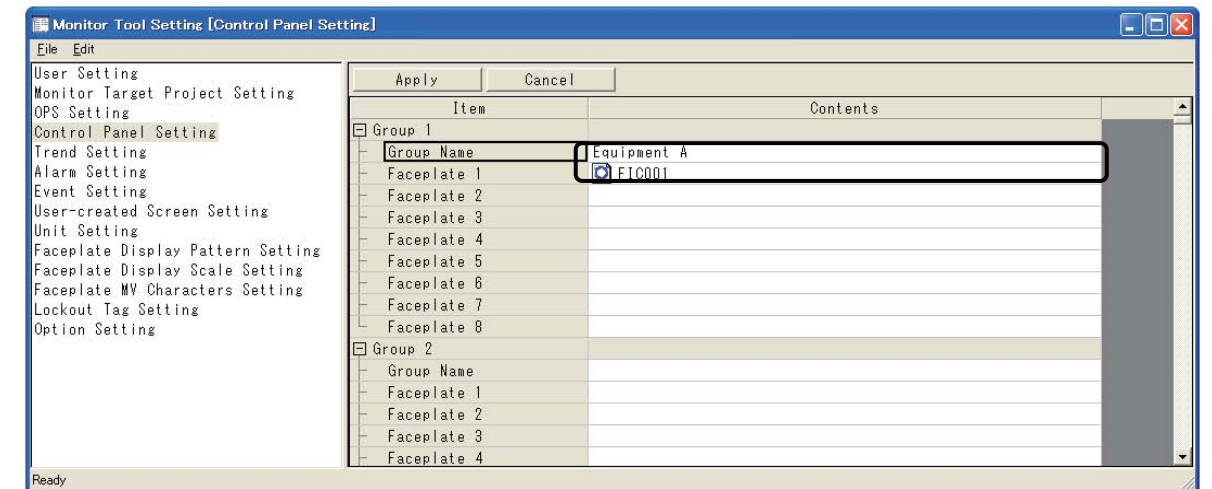 Monitor Tool Setting [Control Panel Setting]
File Edit
User Setting
Monitor Target Project Setting
OPS Setting
Control Panel Setting
Trend Setting
Alarm Setting
Event Setting
User-created Screen Setting
Unit Setting
Faceplate Display Pattern Setting
Faceplate Display Scale Setting
Faceplate MV Characters Setting
Lockout Tag Setting
Option Setting
Apply Cancel
Item Contents
Group 1
Group Name Equipment A
Faceplate 1 FIC001
Faceplate 2
Faceplate 3
Faceplate 4
Faceplate 5
Faceplate 6
Faceplate 7
Faceplate 8
Group 2
Group Name
Faceplate 1
Faceplate 2
Faceplate 3
Faceplate 4
Ready